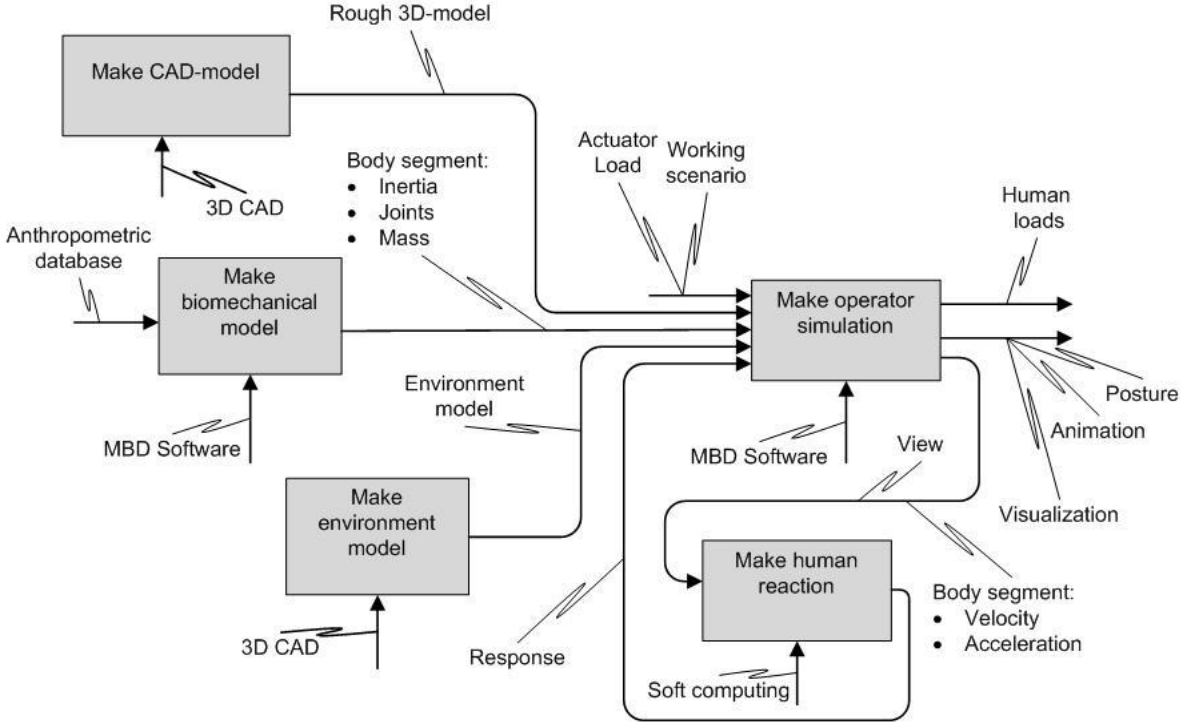 Rough 3D-model
Make CAD-model
3D CAD
Actuator
Load
Working
scenario
Body segment:
• Inertia
• Joints
• Mass
Human
loads
Anthropometric
database
Make
biomechanical
model
Make operator
simulation
MBD Software
Environment
model
MBD Software
Posture
Animation
Visualization
View
Make
environment
model
3D CAD
Response
Make human
reaction
Soft computing
Body segment:
• Velocity
• Acceleration